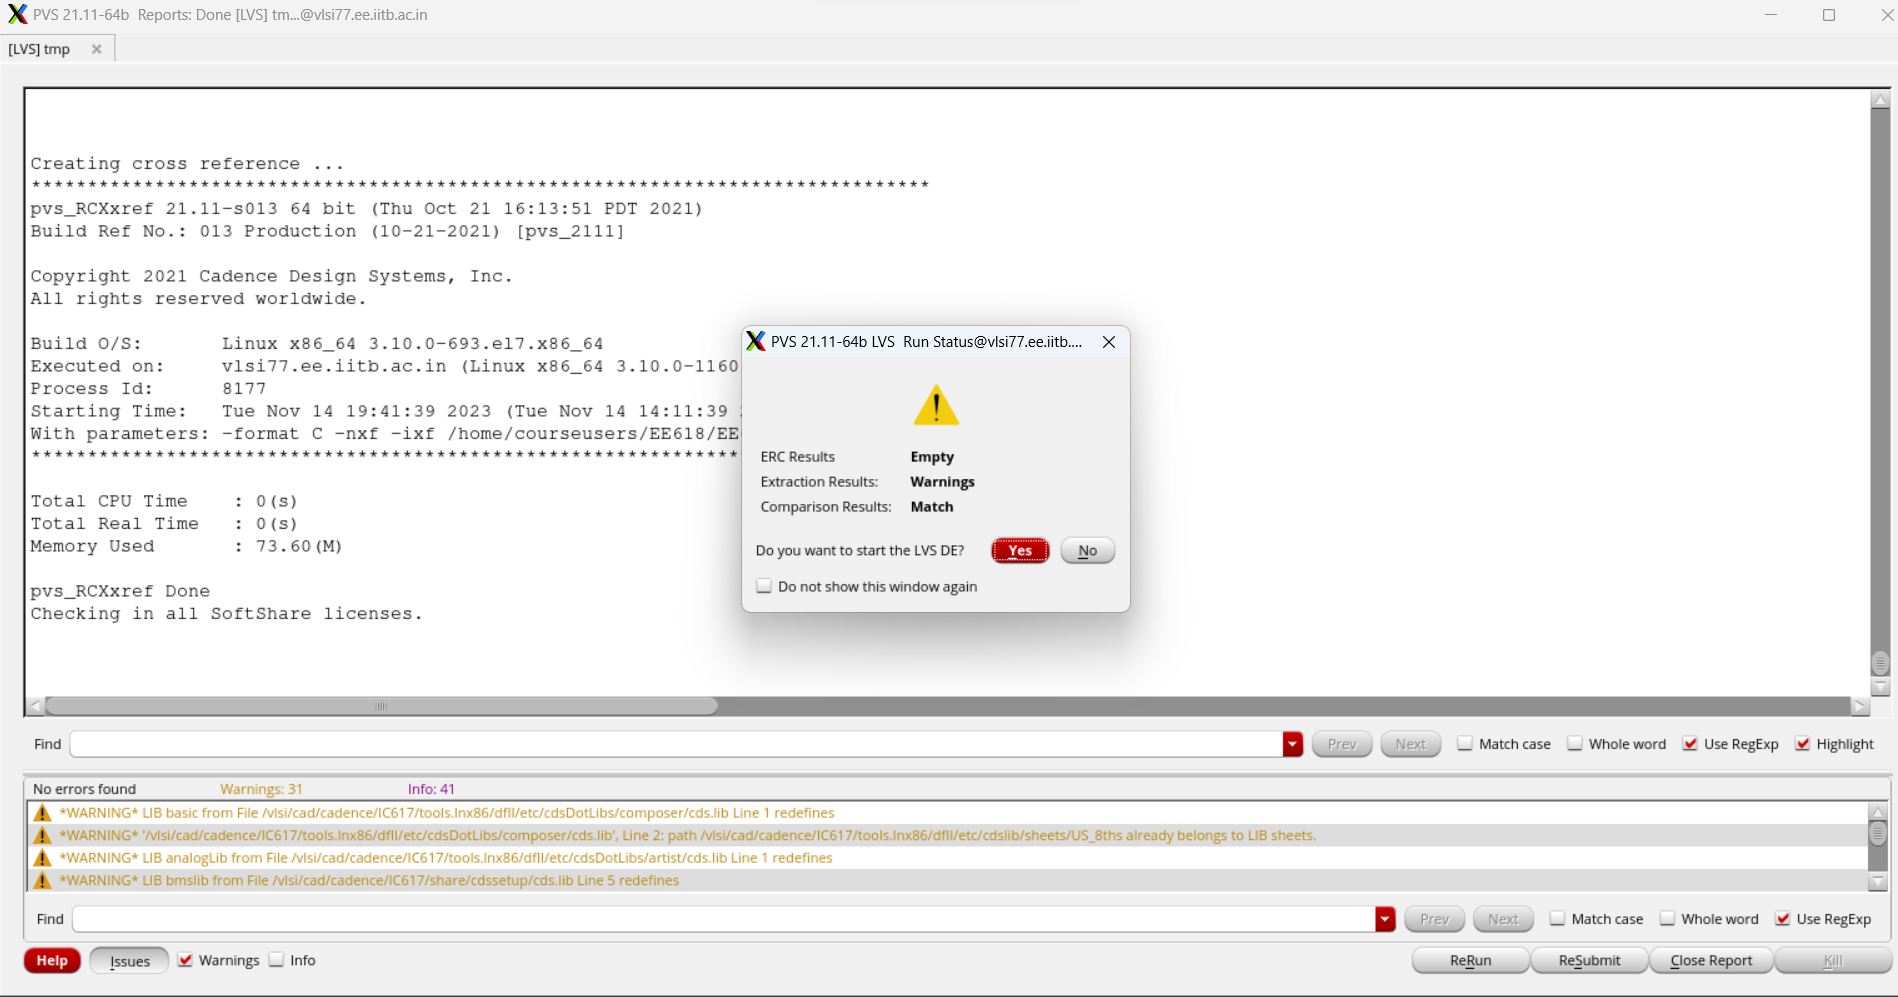 PVS 21.11-64b  Reports: Done [LVS] tm...@vlsi77.ee.iitb.ac.in
[LVS] tmp
Creating cross reference ...
********************************************************************************
pvs_RCXxref 21.11-s013 64 bit (Thu Oct 21 16:13:51 PDT 2021)
Build Ref No.: 013 Production (10-21-2021) [pvs_2111]
Copyright 2021 Cadence Design Systems, Inc.
All rights reserved worldwide.
Build O/S:       Linux x86_64 3.10.0-693.el7.x86_64
Executed on:     vlsi77.ee.iitb.ac.in (Linux x86_64 3.10.0-1160
Process Id:      8177
Starting Time:   Tue Nov 14 19:41:39 2023 (Tue Nov 14 14:11:39
With parameters: -format C -nxf -ixf /home/courseusers/EE618/EE
***************************************************************
Total CPU Time    : 0(s)
Total Real Time   : 0(s)
Memory Used       : 73.60(M)
pvs_RCXxref Done
Checking in all SoftShare licenses.
PVS 21.11-64b LVS  Run Status@vlsi77.ee.iitb....
ERC Results Empty
Extraction Results: Warnings
Comparison Results: Match
Do you want to start the LVS DE? Yes No
Do not show this window again
Find Prev Next Match case Whole word Use RegExp Highlight
No errors found Warnings: 31 Info: 41
*WARNING* LIB basic from File /vlsi/cad/cadence/IC617/tools.lnx86/dfII/etc/cdsDotLibs/composer/cds.lib Line 1 redefines
*WARNING* '/vlsi/cad/cadence/IC617/tools.lnx86/dfII/etc/cdsDotLibs/composer/cds.lib', Line 2: path /vlsi/cad/cadence/IC617/tools.lnx86/dfII/etc/cdslib/sheets/US_8ths already belongs to LIB sheets.
*WARNING* LIB analogLib from File /vlsi/cad/cadence/IC617/tools.lnx86/dfII/etc/cdsDotLibs/artist/cds.lib Line 1 redefines
*WARNING* LIB bmslib from File /vlsi/cad/cadence/IC617/share/cdssetup/cds.lib Line 5 redefines
Find Prev Next Match case Whole word Use RegExp
Help Issues Warnings Info ReRun ReSubmit Close Report Kill